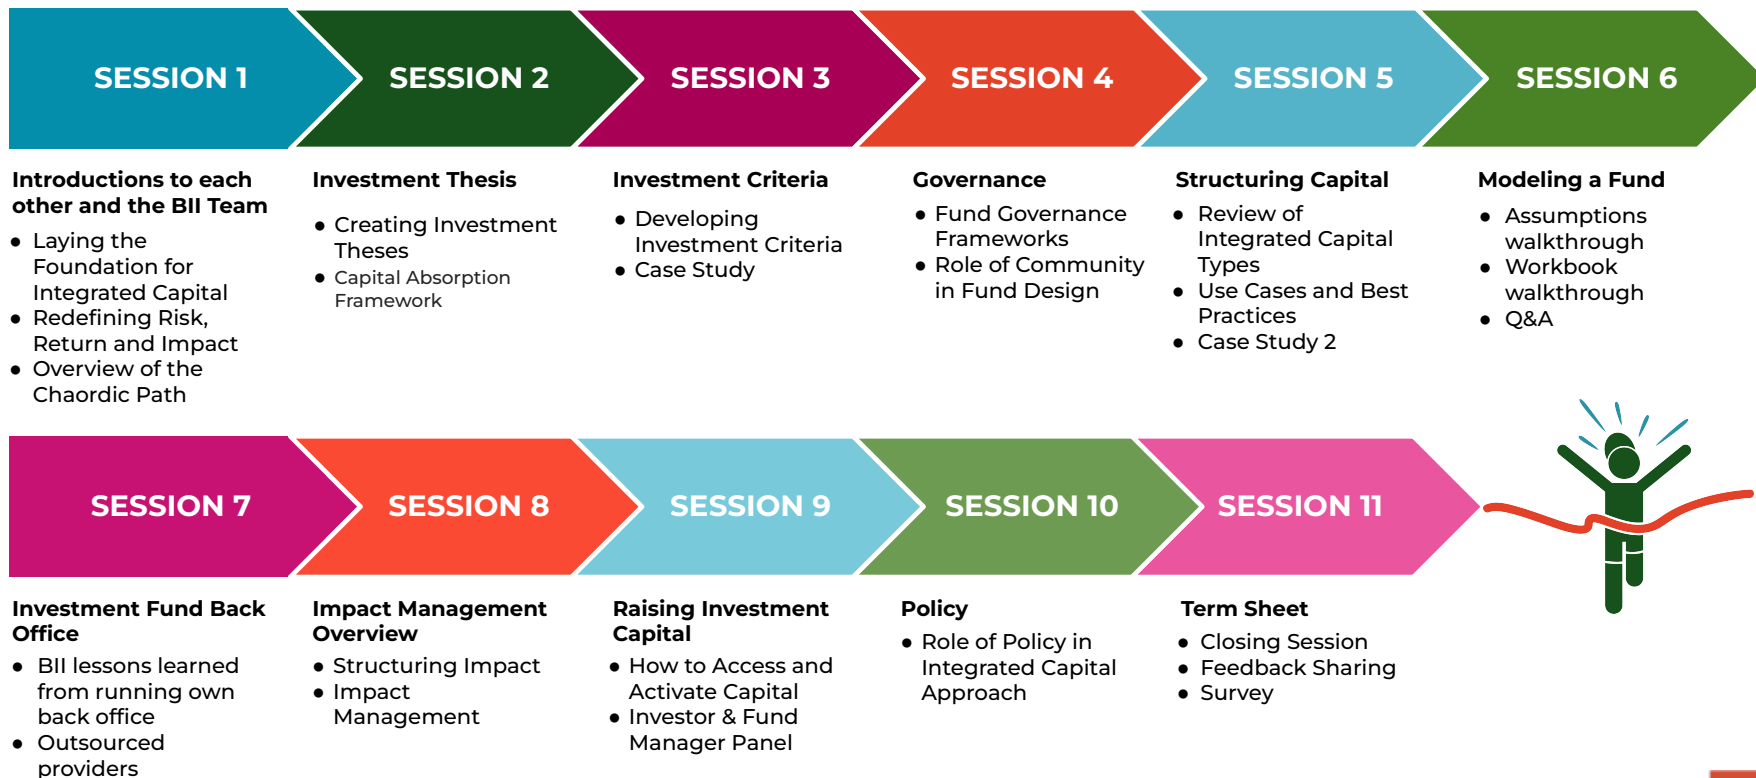 SESSION 1
SESSION 2
SESSION 3
SESSION 4
SESSION 5
SESSION 6
Introductions to each
other and the BII Team
● Laying the
Foundation for
Integrated Capital
● Redefining Risk,
Return and Impact
● Overview of the
Chaordic Path
Investment Thesis
● Creating Investment
Theses
● Capital Absorption
Framework
Investment Criteria
● Developing
Investment Criteria
● Case Study
Governance
● Fund Governance
Frameworks
● Role of Community
in Fund Design
Structuring Capital
● Review of
Integrated Capital
Types
● Use Cases and Best
Practices
● Case Study 2
Modeling a Fund
● Assumptions
walkthrough
● Workbook
walkthrough
● Q&A
SESSION 7
SESSION 8
SESSION 9
SESSION 10
SESSION 11
Investment Fund Back
Office
● BII lessons learned
from running own
back office
● Outsourced
providers
Impact Management
Overview
● Structuring Impact
● Impact
Management
Raising Investment
Capital
● How to Access and
Activate Capital
● Investor & Fund
Manager Panel
Policy
● Role of Policy in
Integrated Capital
Approach
Term Sheet
● Closing Session
● Feedback Sharing
● Survey